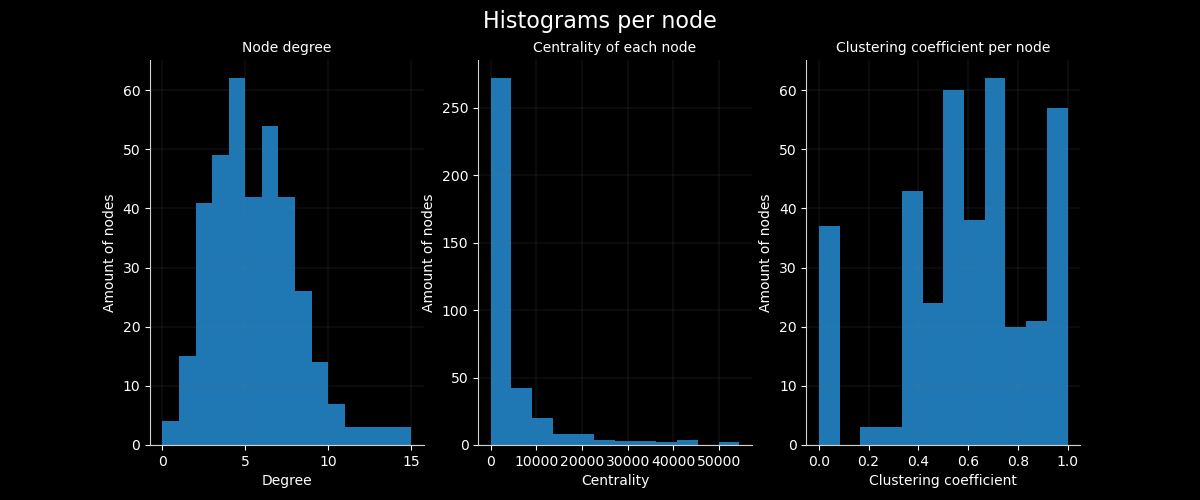 Histograms per node
Node degree
Centrality of each node
Clustering coefficient per node
Amount of nodes
60
50
40
30
20
10
0
0 5 10 15
Degree
Amount of nodes
250
200
150
100
50
0
0 10000 20000 30000 40000 50000
Centrality
Amount of nodes
60
50
40
30
20
10
0
0.0 0.2 0.4 0.6 0.8 1.0
Clustering coefficient